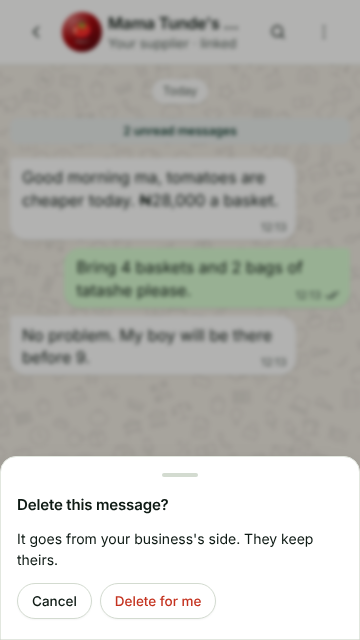 Mama Tunde's ...
Your supplier · linked
Today
2 unread messages
Good morning ma, tomatoes are
cheaper today. ₦28,000 a basket.
12:13
Bring 4 baskets and 2 bags of
tatashe please.
12:13
No problem. My boy will be there
before 9.
12:13
Delete this message?
It goes from your business's side. They keep
theirs.
Cancel
Delete for me